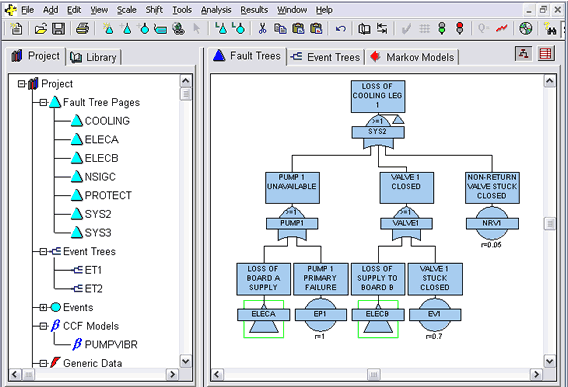 File Add Edit View Scale Shift Tools Analysis Results Window Help
Project Library
Fault Trees Event Trees Markov Models
Project
Fault Tree Pages
COOLING
ELECA
ELECB
NSIGC
PROTECT
SYS2
SYS3
Event Trees
ET1
ET2
Events
CCF Models
PUMPVIBR
Generic Data
LOSS OF
COOLING LEG
1
>=1
SYS2
PUMP 1
UNAVAILABLE
>=1
PUMP1
VALVE 1
CLOSED
>=1
VALVE1
NON-RETURN
VALVE STUCK
CLOSED
NRV1
r=0.05
LOSS OF
BOARD A
SUPPLY
ELECA
PUMP 1
PRIMARY
FAILURE
EP1
r=1
LOSS OF
SUPPLY TO
BOARD B
ELECB
VALVE 1
STUCK
CLOSED
EV1
r=0.7